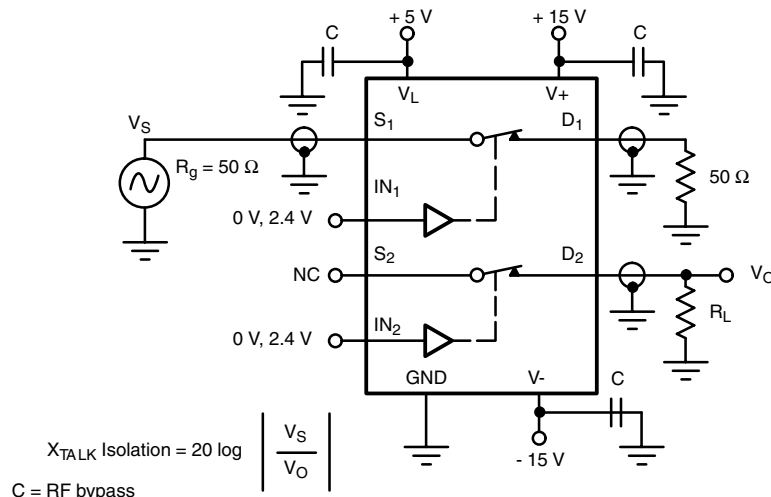 + 5 V
+ 15 V
C
C
VL
V+
VS
S1
D1
Rg = 50 Ω
50 Ω
IN1
0 V, 2.4 V
S2
D2
NC
VO
RL
IN2
0 V, 2.4 V
GND
V-
C
XTALK Isolation = 20 log | VS / VO |
- 15 V
C = RF bypass